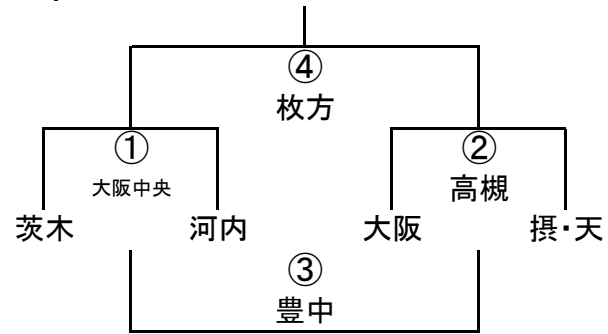 ④
枚方
①
②
大阪中央
高槻
茨木
河内
大阪
摂・天
③
豊中